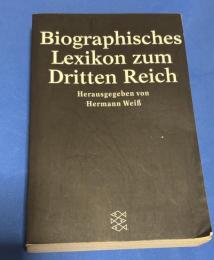 Biographisches
Lexikon zum
Dritten Reich
Herausgegeben von
Hermann Weiß